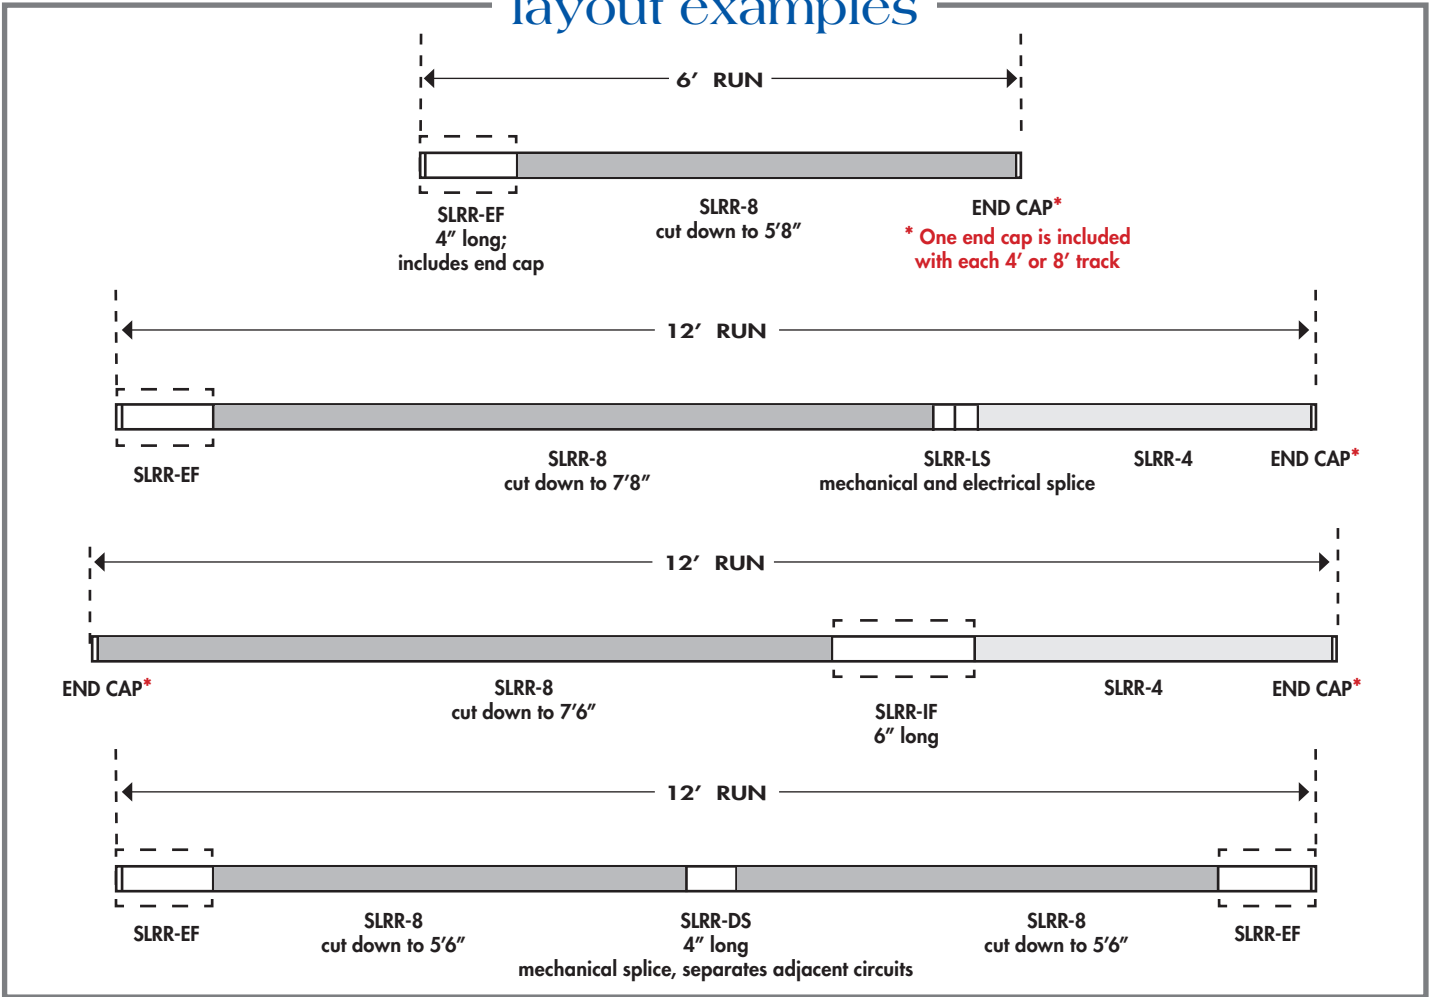 layout examples
6′ RUN
SLRR-EF
4″ long;
includes end cap
SLRR-8
cut down to 5′8″
END CAP*
* One end cap is included
with each 4′ or 8′ track
12′ RUN
SLRR-EF
SLRR-8
cut down to 7′8″
SLRR-LS
mechanical and electrical splice
SLRR-4
END CAP*
12′ RUN
END CAP*
SLRR-8
cut down to 7′6″
SLRR-IF
6″ long
SLRR-4
END CAP*
12′ RUN
SLRR-EF
SLRR-8
cut down to 5′6″
SLRR-DS
4″ long
mechanical splice, separates adjacent circuits
SLRR-8
cut down to 5′6″
SLRR-EF